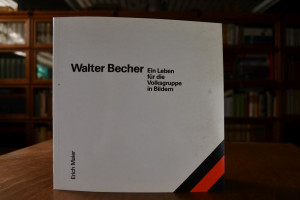 Walter Becher
Ein Leben
für die
Volksgruppe
in Bildern
Erich Maier